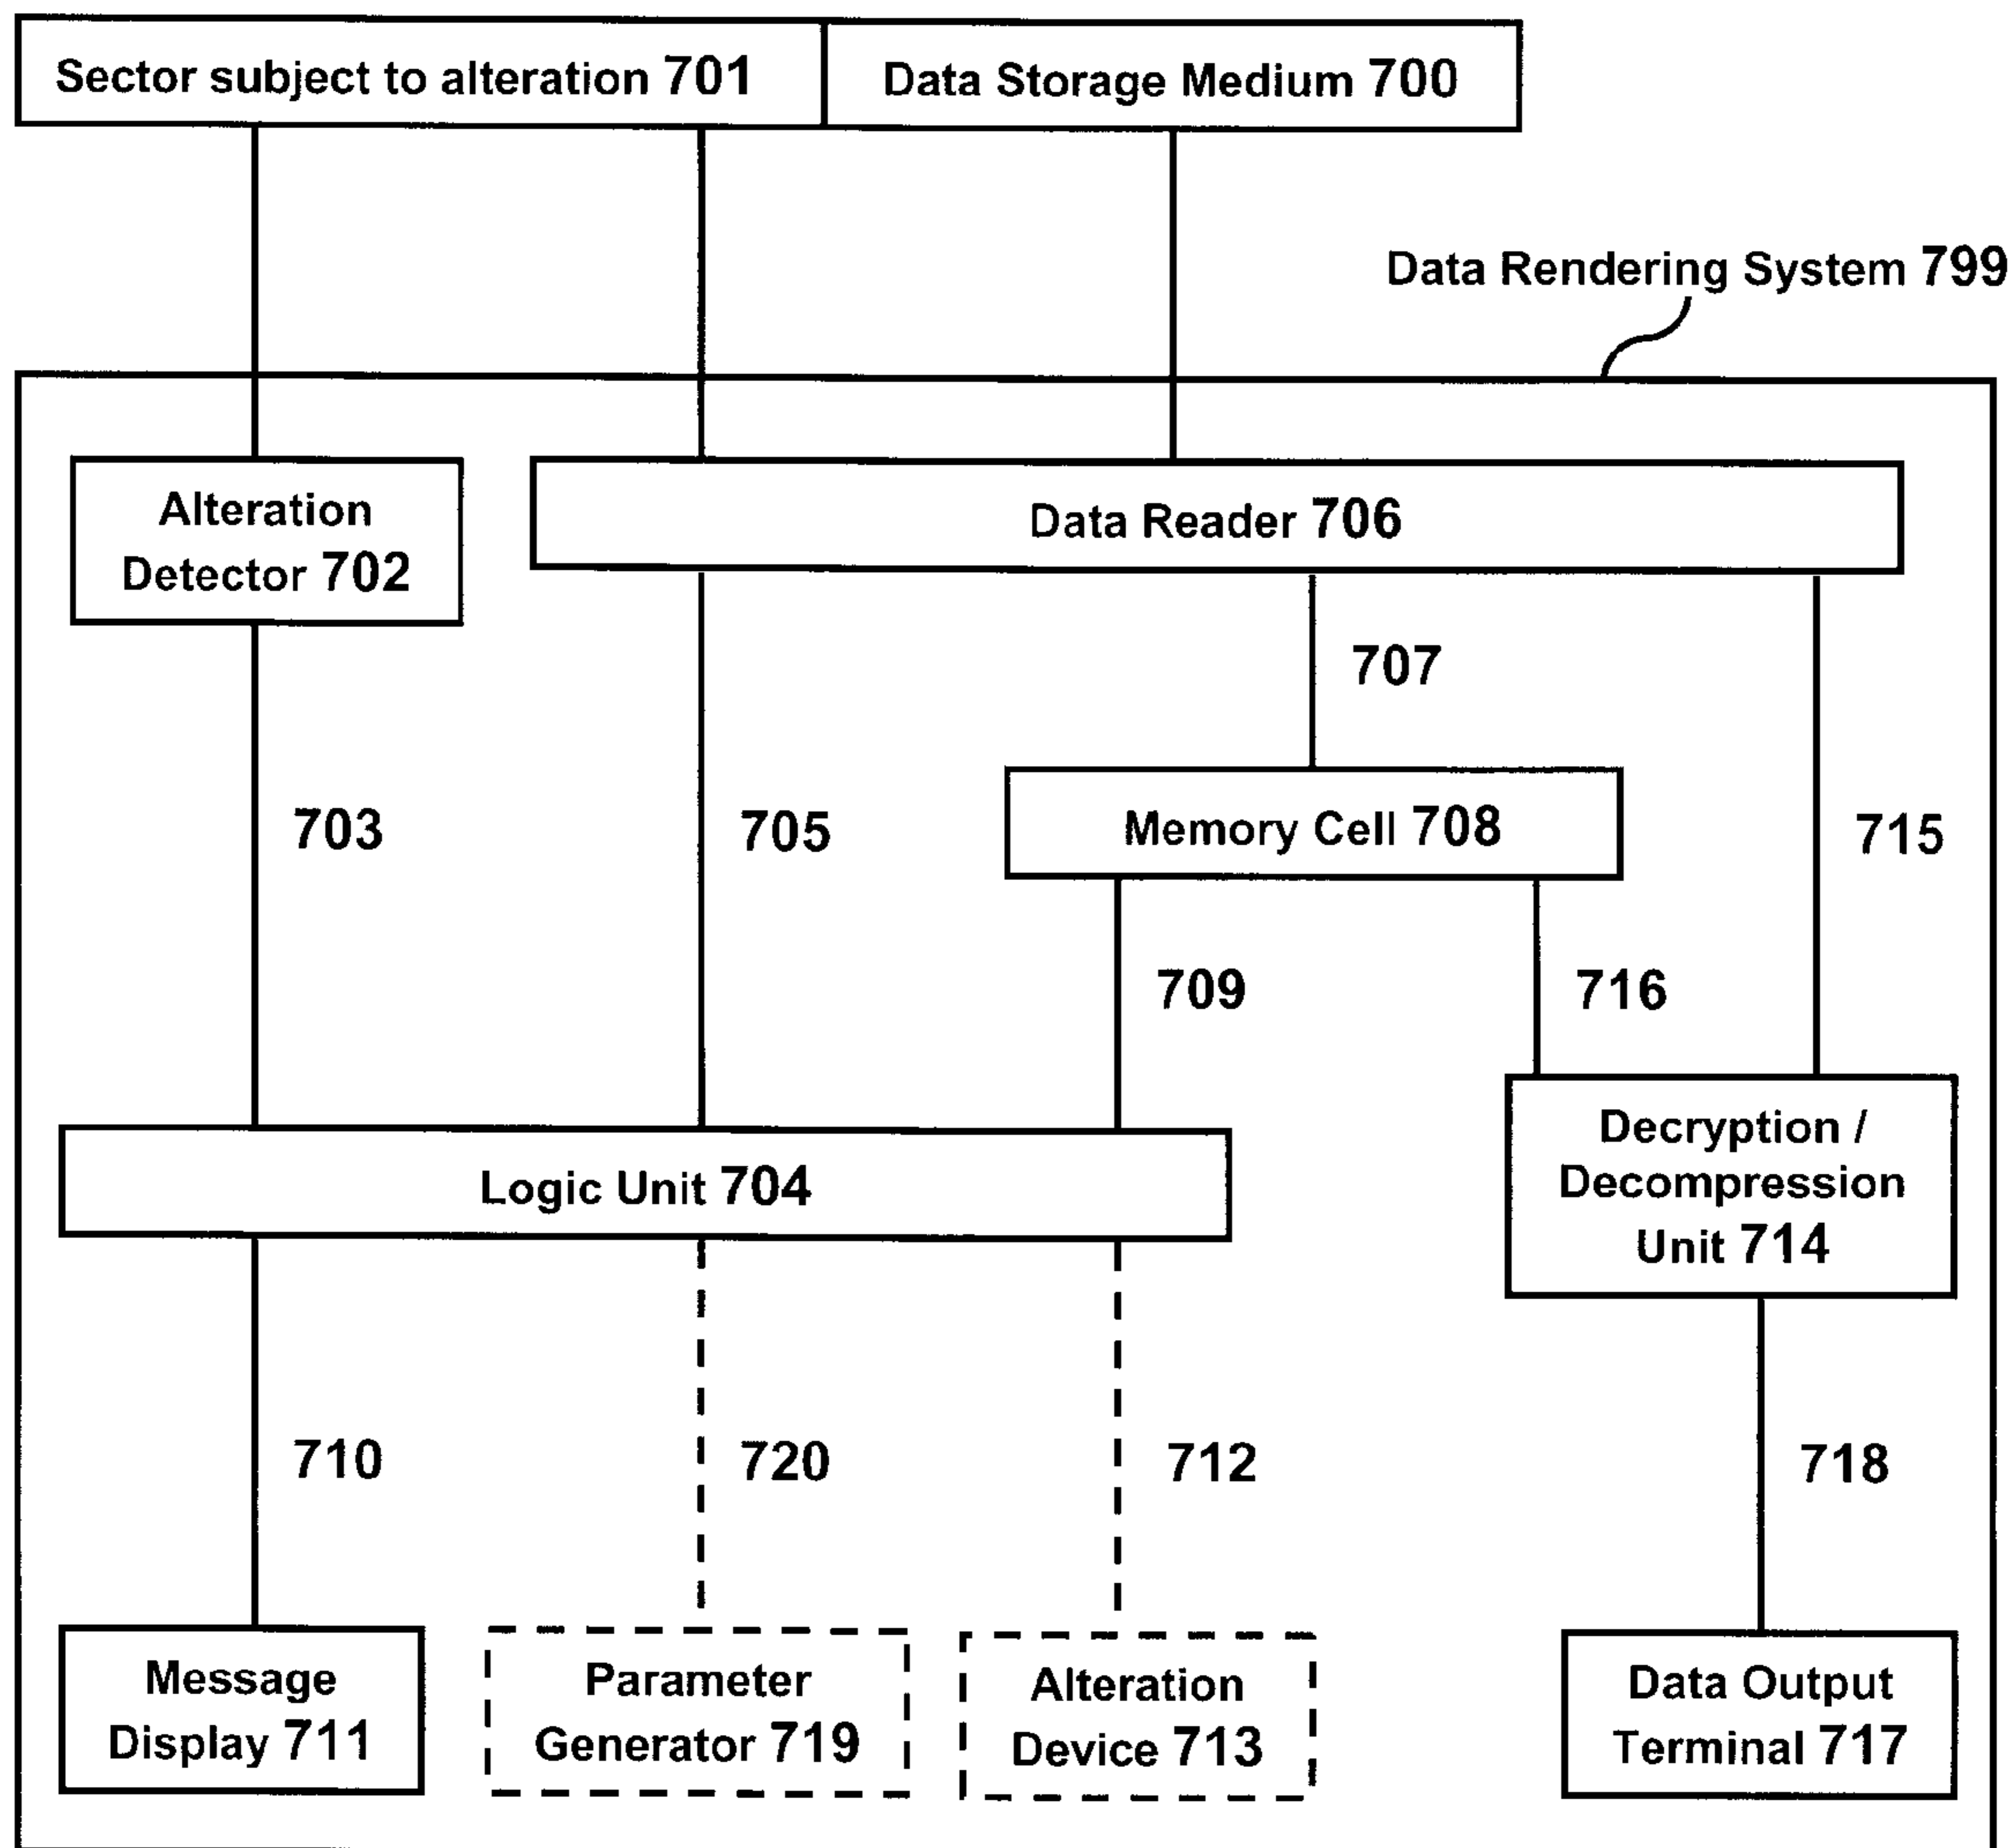 Sector subject to alteration 701
Data Storage Medium 700
Data Rendering System 799
Alteration
Detector 702
Data Reader 706
707
703
705
Memory Cell 708
715
709
716
Logic Unit 704
Decryption /
Decompression
Unit 714
710
720
712
718
Message
Display 711
Parameter
Generator 719
Alteration
Device 713
Data Output
Terminal 717